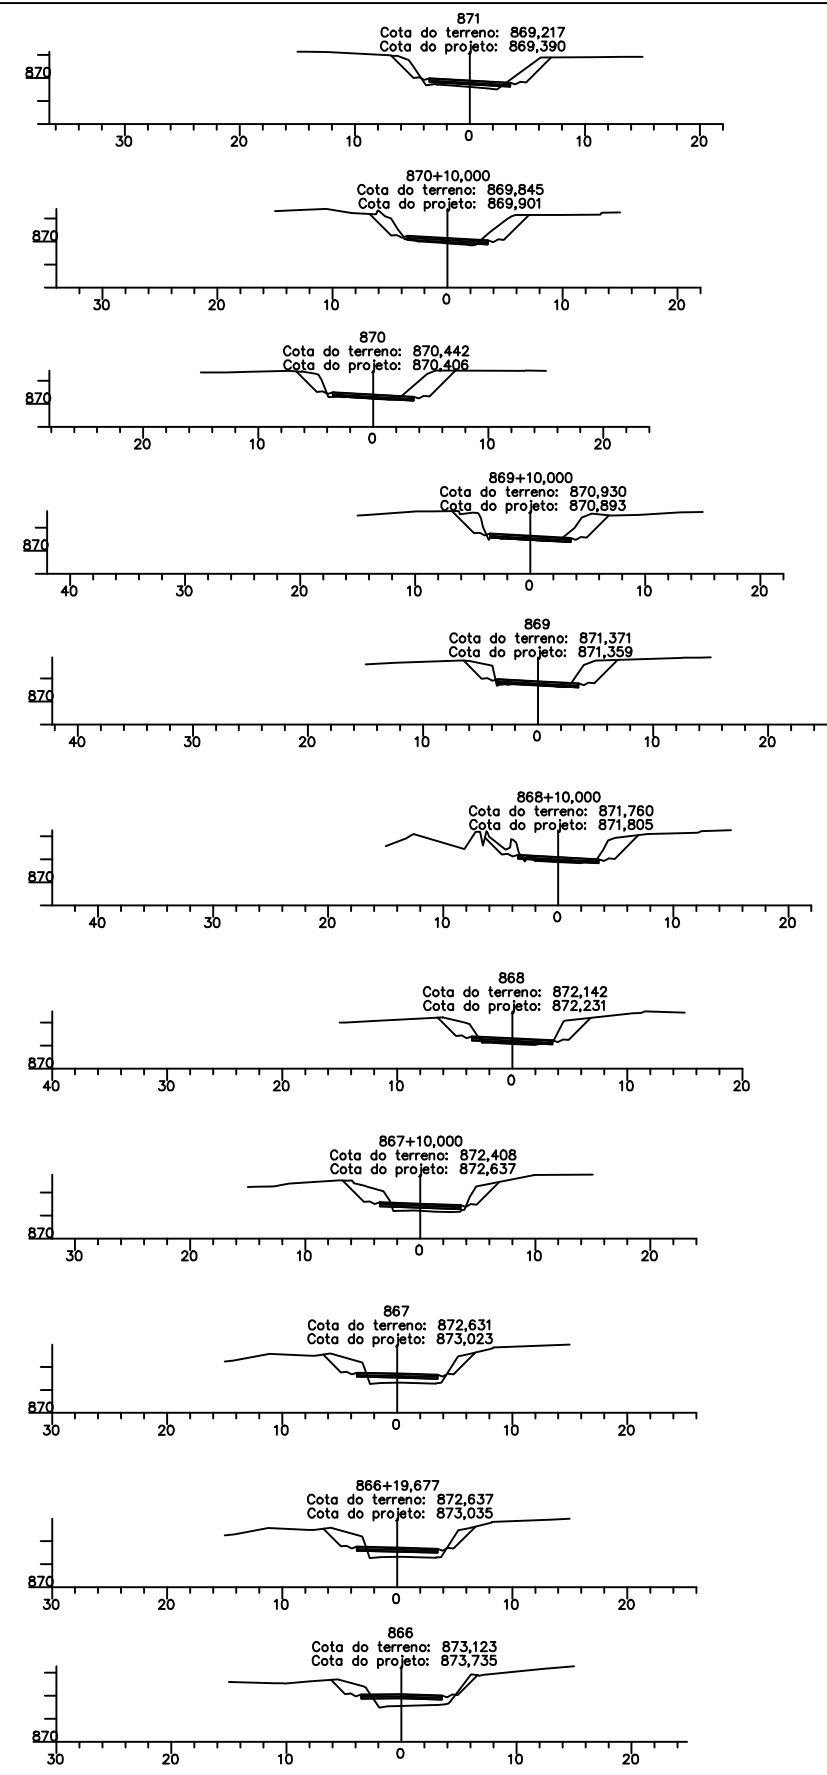 871
Cota do terreno: 869,217
Cota do projeto: 869,390
870
30 20 10 0 10 20
870+10,000
Cota do terreno: 869,845
Cota do projeto: 869,901
870
30 20 10 0 10 20
870
Cota do terreno: 870,442
Cota do projeto: 870,406
870
20 10 0 10 20
869+10,000
Cota do terreno: 870,930
Cota do projeto: 870,893
870
40 30 20 10 0 10 20
869
Cota do terreno: 871,371
Cota do projeto: 871,359
870
40 30 20 10 0 10 20
868+10,000
Cota do terreno: 871,760
Cota do projeto: 871,805
870
40 30 20 10 0 10 20
868
Cota do terreno: 872,142
Cota do projeto: 872,231
870
40 30 20 10 0 10 20
867+10,000
Cota do terreno: 872,408
Cota do projeto: 872,637
870
30 20 10 0 10 20
867
Cota do terreno: 872,631
Cota do projeto: 873,023
870
30 20 10 0 10 20
866+19,677
Cota do terreno: 872,637
Cota do projeto: 873,035
870
30 20 10 0 10 20
866
Cota do terreno: 873,123
Cota do projeto: 873,735
870
30 20 10 0 10 20